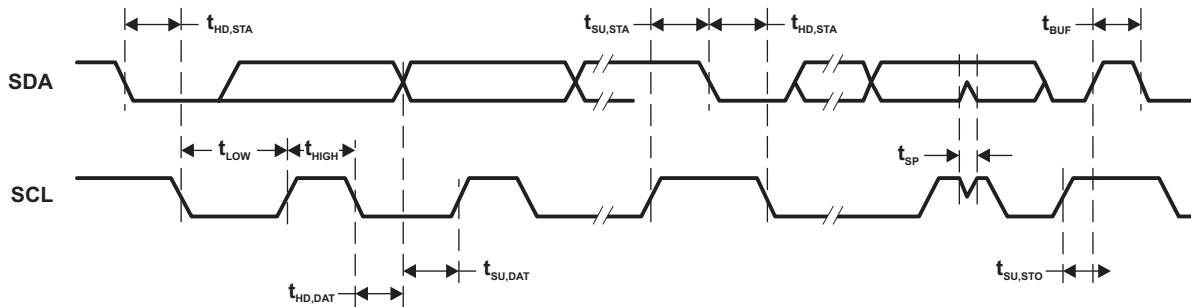 tHD,STA
tSU,STA
tHD,STA
tBUF
SDA
tLOW
tHIGH
tSP
SCL
tSU,DAT
tSU,STO
tHD,DAT